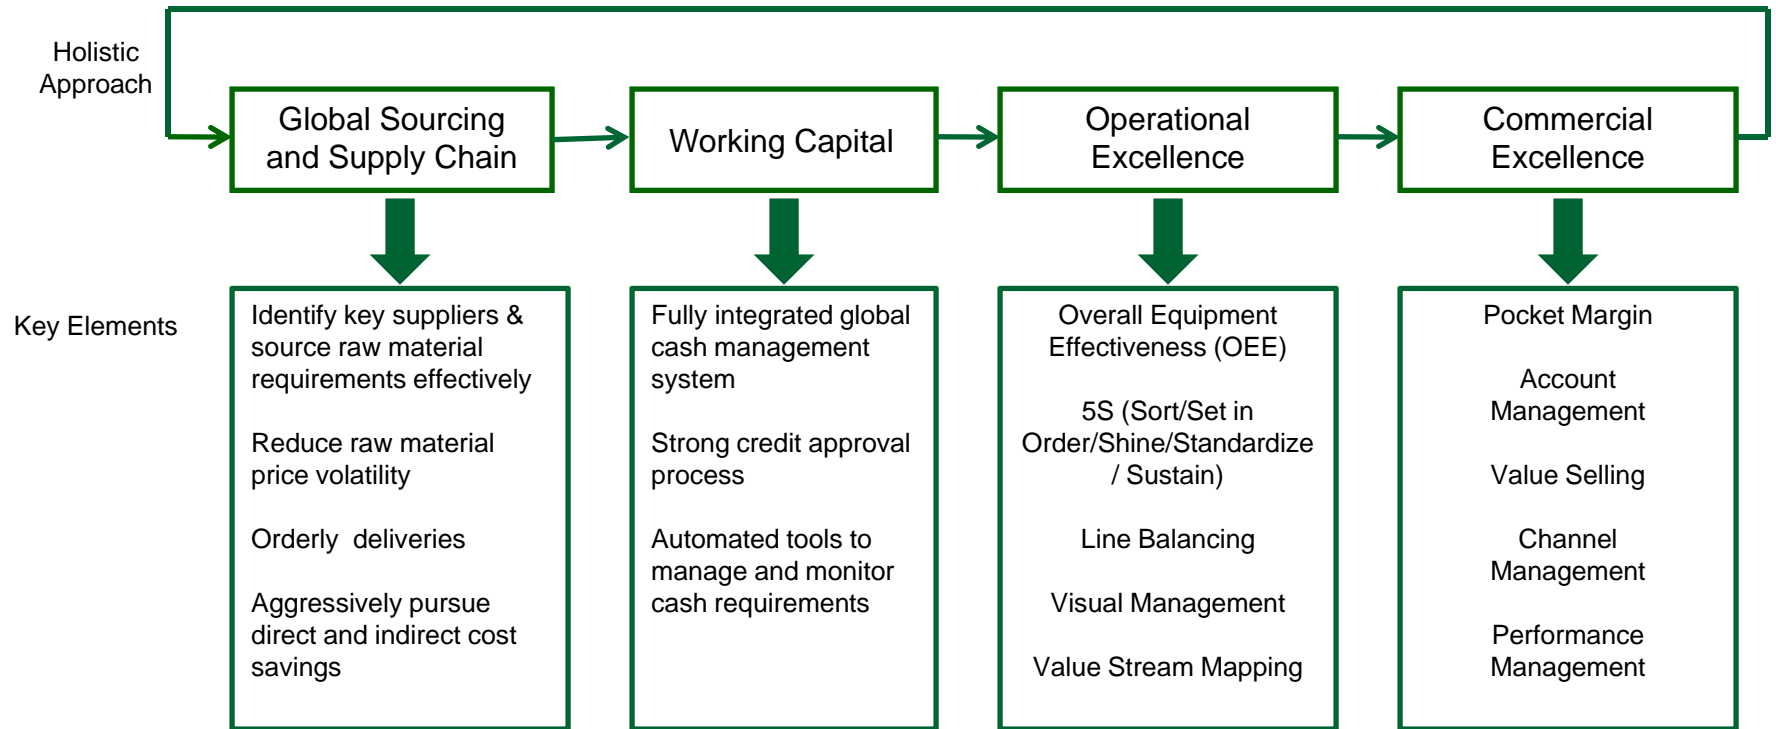 Holistic
Approach
Global Sourcing
and Supply Chain
Working Capital
Operational
Excellence
Commercial
Excellence
Key Elements
Identify key suppliers &
source raw material
requirements effectively
Reduce raw material
price volatility
Orderly  deliveries
Aggressively pursue
direct and indirect cost
savings
Fully integrated global
cash management
system
Strong credit approval
process
Automated tools to
manage and monitor
cash requirements
Overall Equipment
Effectiveness (OEE)
5S (Sort/Set in
Order/Shine/Standardize
/ Sustain)
Line Balancing
Visual Management
Value Stream Mapping
Pocket Margin
Account
Management
Value Selling
Channel
Management
Performance
Management